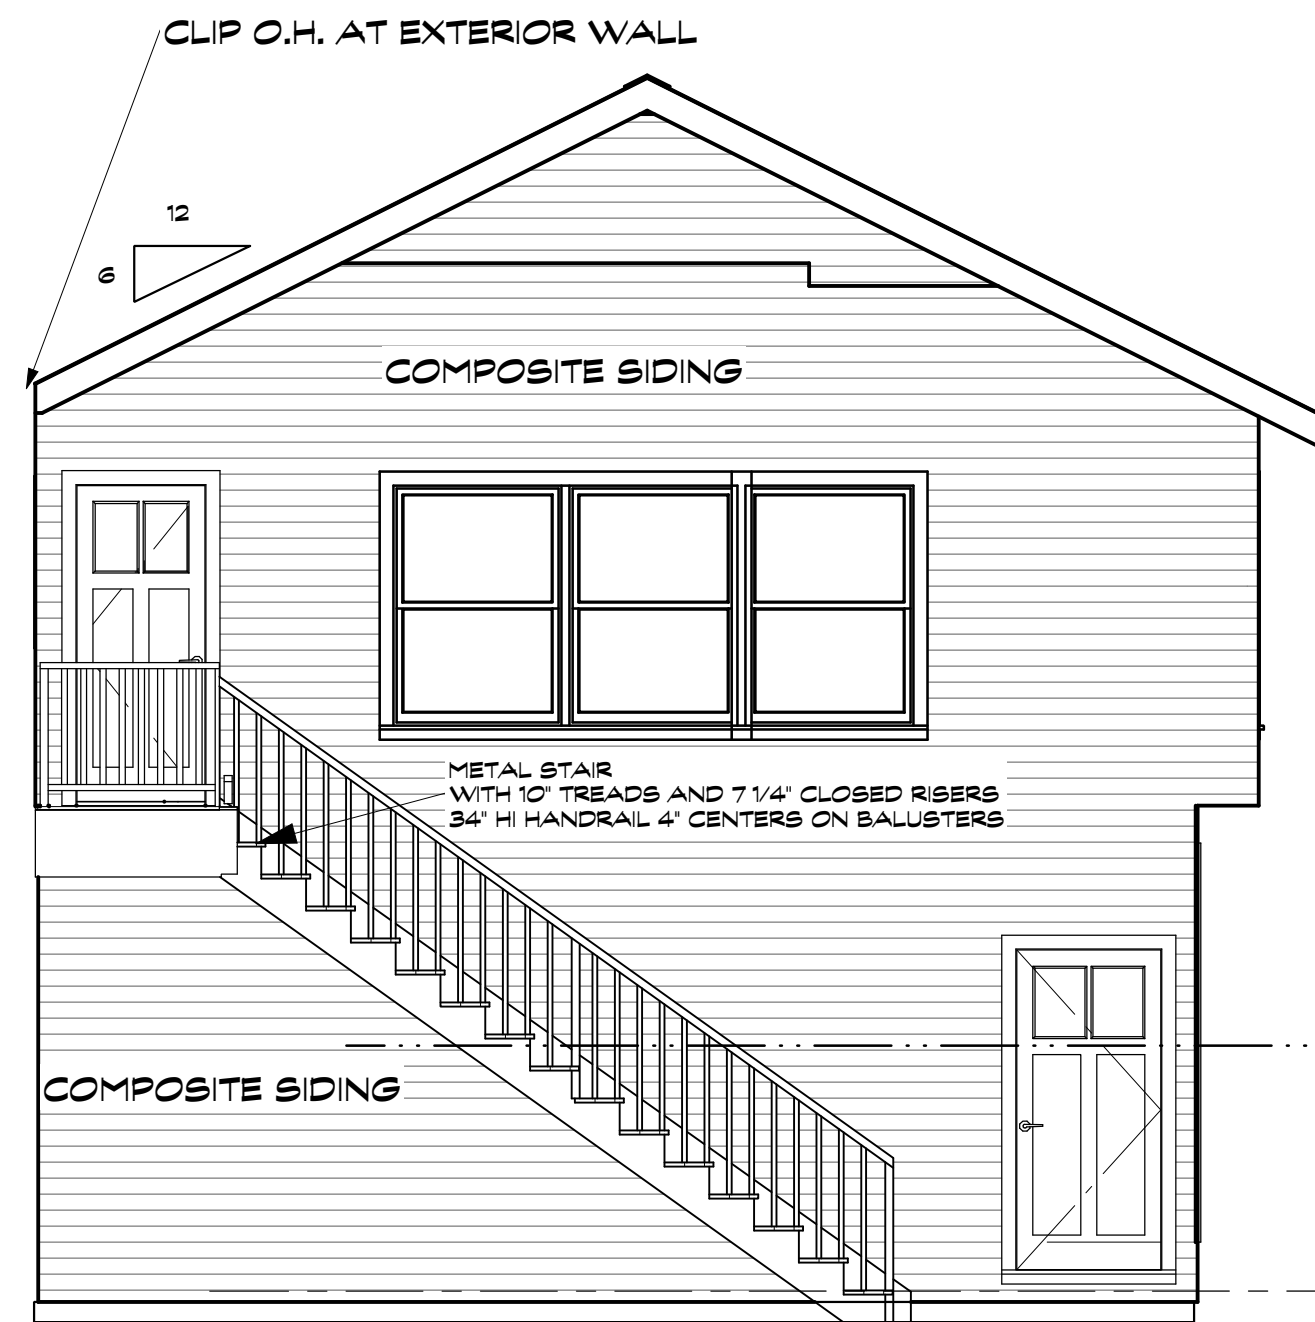 CLIP O.H. AT EXTERIOR WALL
12
6
COMPOSITE SIDING
METAL STAIR
WITH 10" TREADS AND 7 1/4" CLOSED RISERS
34" HI HANDRAIL 4" CENTERS ON BALUSTERS
COMPOSITE SIDING